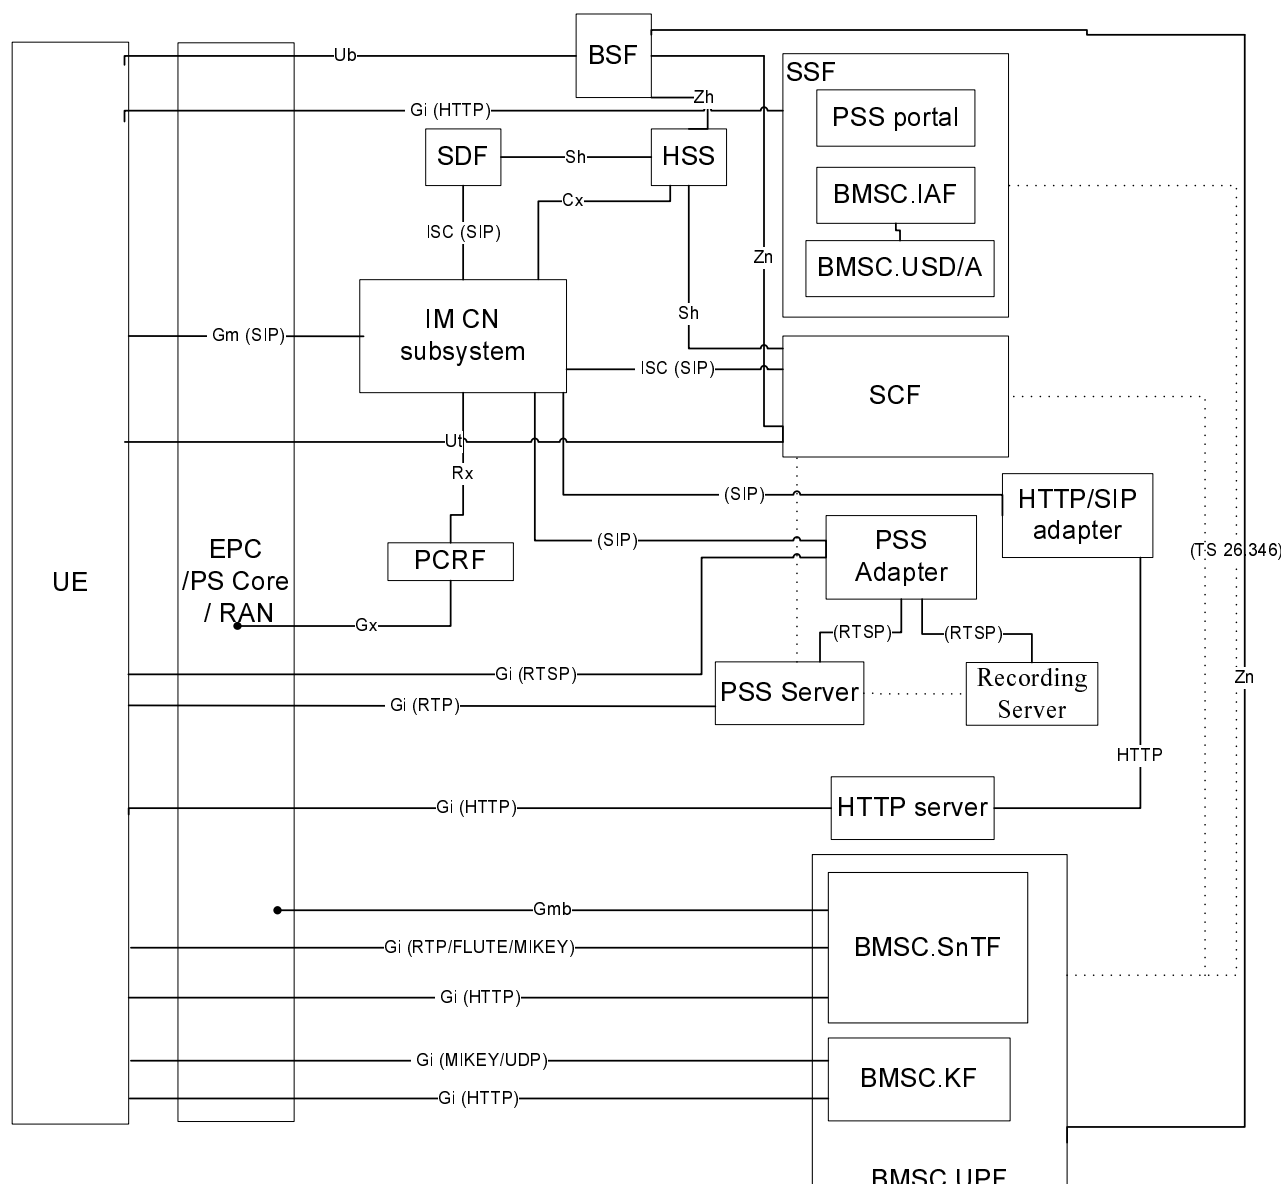 BSF
Ub
SSF
Zh
Gi (HTTP)
PSS portal
SDF
Sh
HSS
BMSC.IAF
Cx
ISC (SIP)
Zn
BMSC.USD/A
IM CN
subsystem
Sh
Gm (SIP)
ISC (SIP)
SCF
Ut
Rx
(SIP)
HTTP/SIP
adapter
(SIP)
PSS
Adapter
(TS 26.346)
EPC
/PS Core
/ RAN
PCRF
UE
Gx
(RTSP)
(RTSP)
Gi (RTSP)
Zn
PSS Server
Recording
Server
Gi (RTP)
HTTP
Gi (HTTP)
HTTP server
Gmb
Gi (RTP/FLUTE/MIKEY)
BMSC.SnTF
Gi (HTTP)
Gi (MIKEY/UDP)
BMSC.KF
Gi (HTTP)
BMSC.UPF